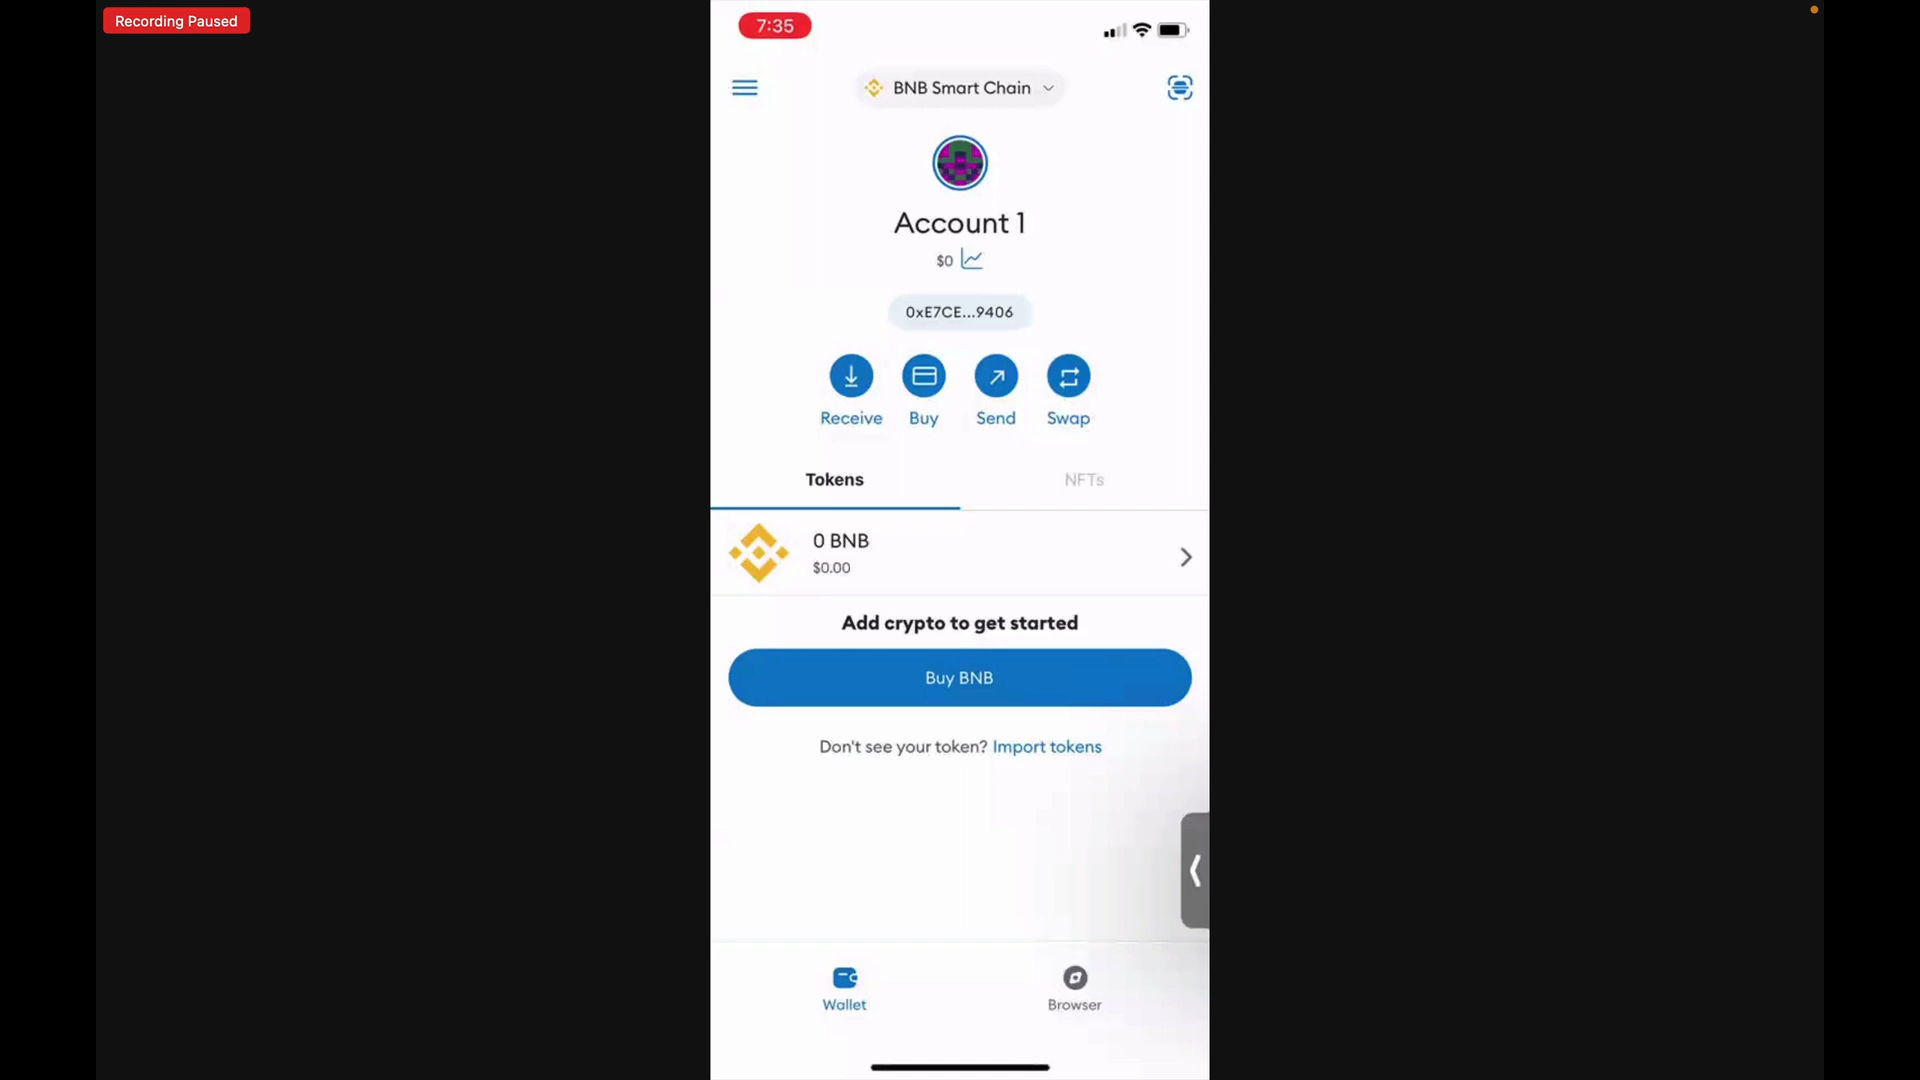 Recording Paused
7:35
BNB Smart Chain
Account 1
$0
0xE7CE...9406
Receive Buy Send Swap
Tokens NFTs
0 BNB
$0.00
Add crypto to get started
Buy BNB
Don't see your token? Import tokens
Wallet Browser